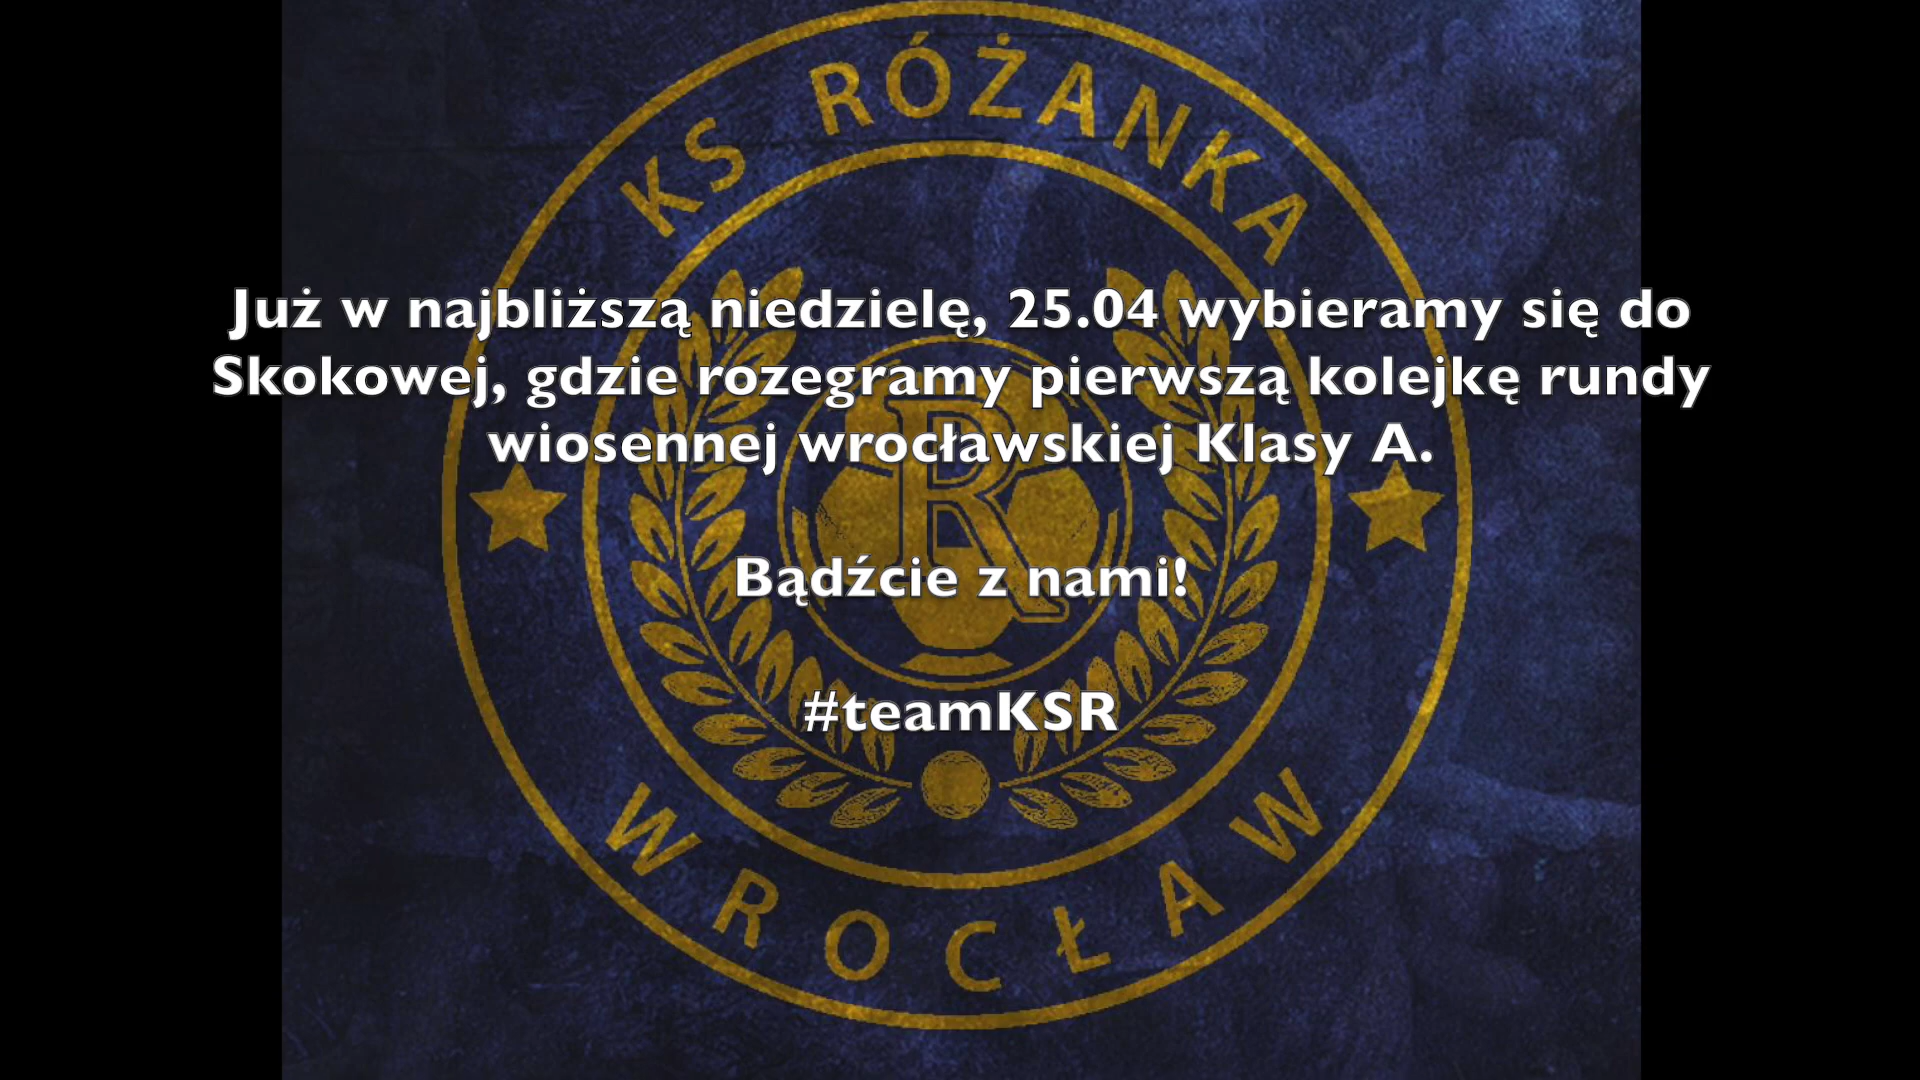 KS RÓŻANKA
Już w najbliższą niedzielę, 25.04 wybieramy się do
Skokowej, gdzie rozegramy pierwszą kolejkę rundy
wiosennej wrocławskiej Klasy A.
R
Bądźcie z nami!
#teamKSR
WROCŁAW